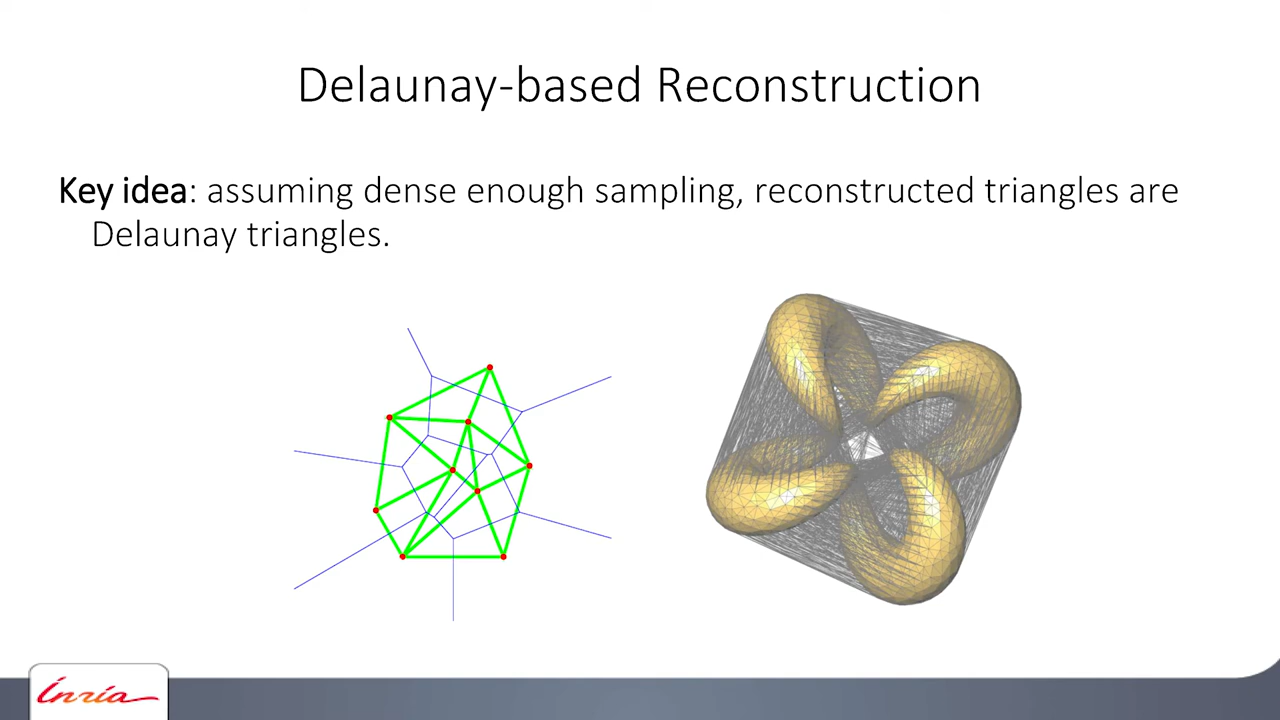 Delaunay-based Reconstruction
Key idea: assuming dense enough sampling, reconstructed triangles are
Delaunay triangles.
Inria